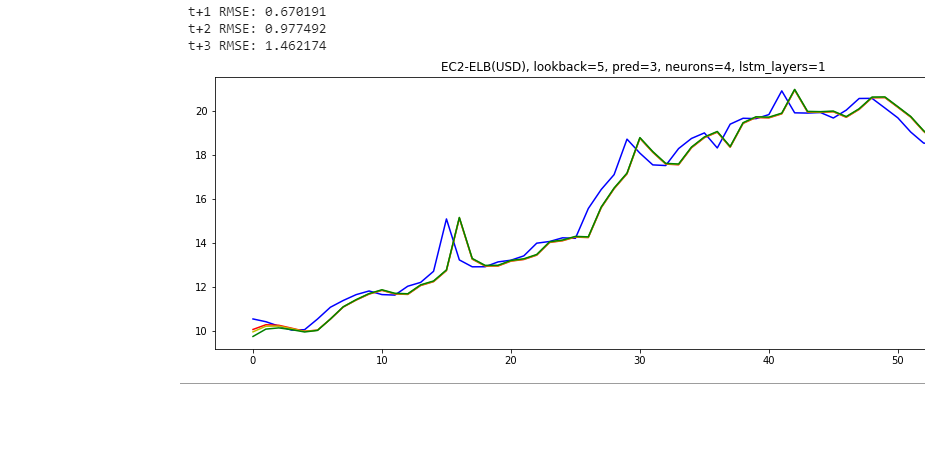 t+1 RMSE: 0.670191
t+2 RMSE: 0.977492
t+3 RMSE: 1.462174
EC2-ELB(USD), lookback=5, pred=3, neurons=4, lstm_layers=1
20
18
16
14
12
10
0 10 20 30 40 50